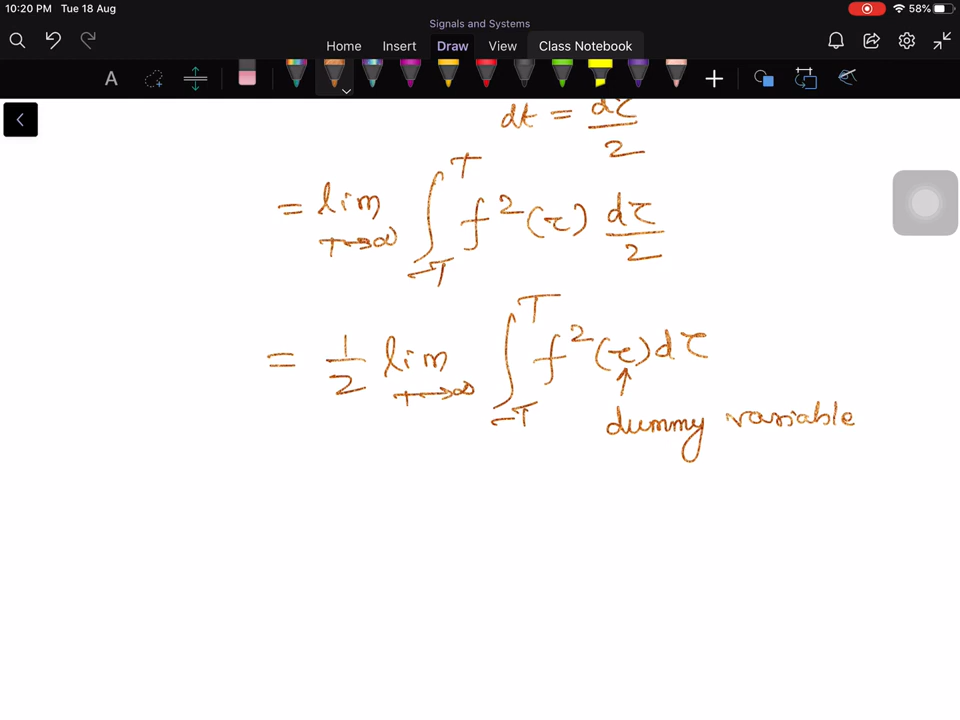 10:20 PM Tue 18 Aug
58%
Signals and Systems
Home Insert Draw View Class Notebook
A
dt = dτ/2
= lim T→∞ ∫_{-T}^{T} f²(τ) dτ/2
= 1/2 lim T→∞ ∫_{-T}^{T} f²(τ) dτ
dummy variable